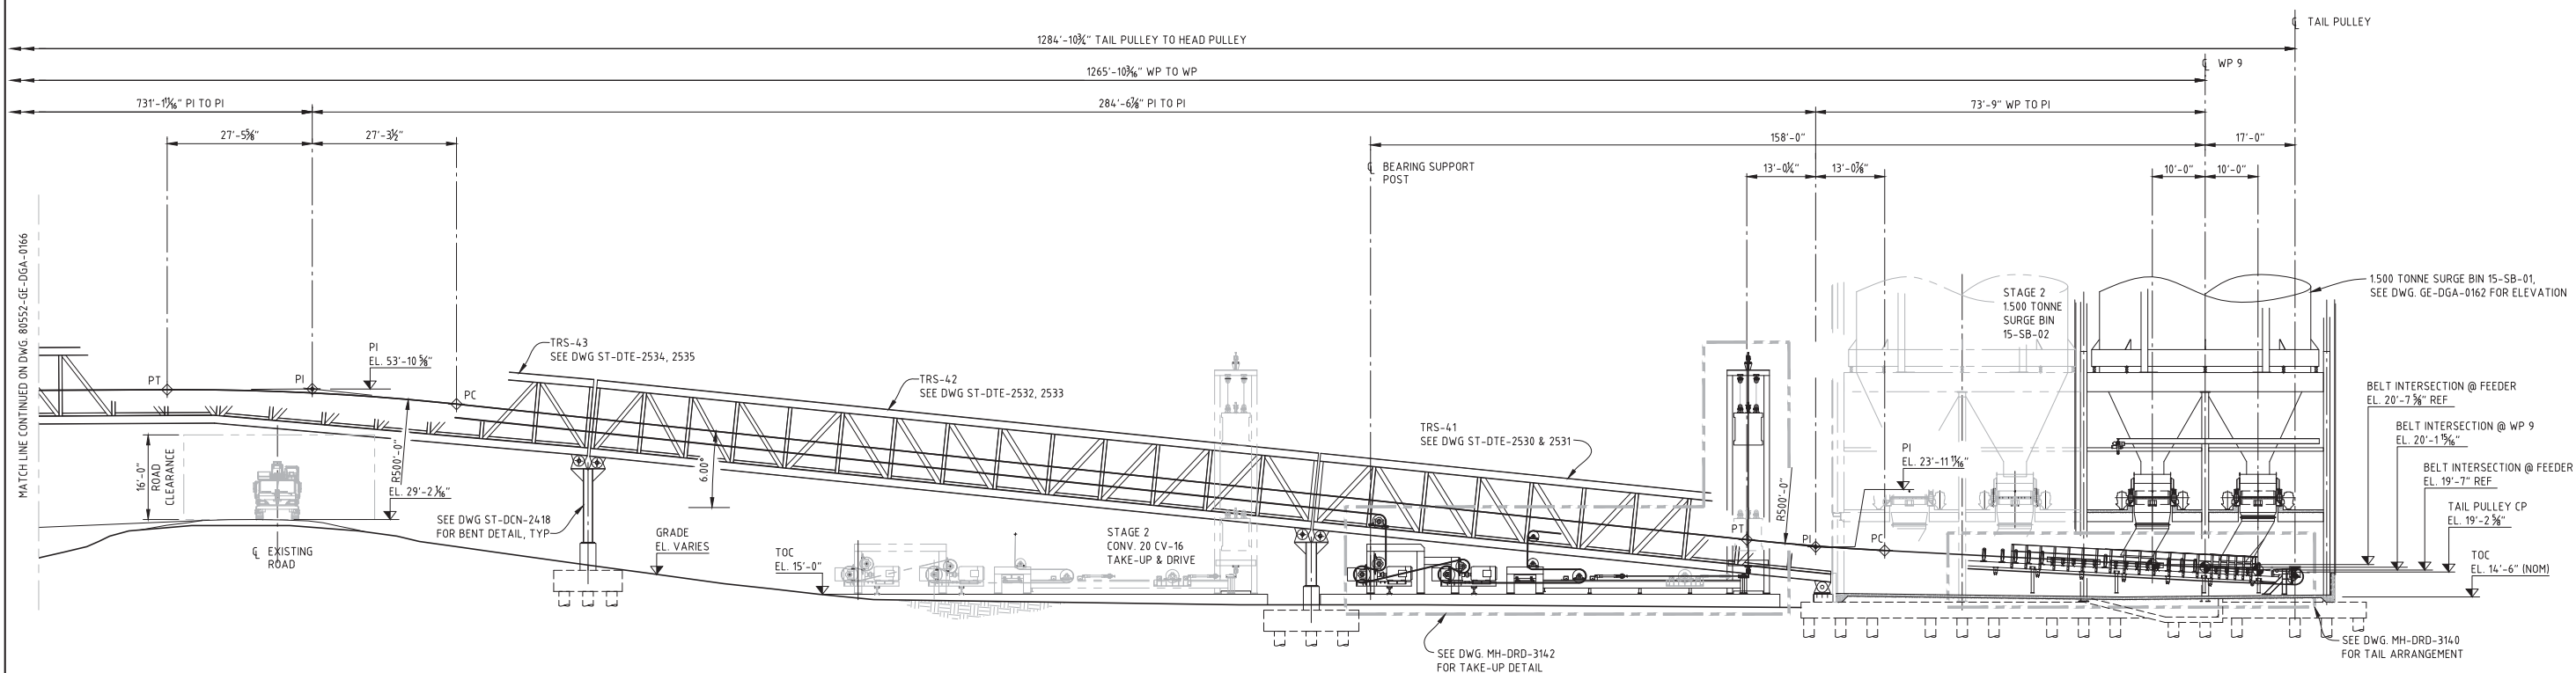 ℄ TAIL PULLEY
1284'-10¾" TAIL PULLEY TO HEAD PULLEY
℄ WP 9
1265'-10³⁄₁₆" WP TO WP
731'-1¹¹⁄₁₆" PI TO PI
284'-6⅞" PI TO PI
73'-9" WP TO PI
27'-5⅝"
27'-3½"
158'-0"
17'-0"
℄ BEARING SUPPORT
POST
13'-0¼"
13'-0⅞"
10'-0"
10'-0"
MATCH LINE CONTINUED ON DWG. 80552-GE-DGA-0166
1.500 TONNE SURGE BIN 15-SB-01,
SEE DWG. GE-DGA-0162 FOR ELEVATION
STAGE 2
1.500 TONNE
SURGE BIN
15-SB-02
PI
EL. 53'-10⅝"
TRS-43
SEE DWG ST-DTE-2534, 2535
PT
PI
PC
TRS-42
SEE DWG ST-DTE-2532, 2533
BELT INTERSECTION @ FEEDER
EL. 20'-7⅝" REF
TRS-41
SEE DWG ST-DTE-2530 & 2531
BELT INTERSECTION @ WP 9
EL. 20'-1¹⁵⁄₁₆"
PI
EL. 23'-11¹¹⁄₁₆"
BELT INTERSECTION @ FEEDER
EL. 19'-7" REF
16'-0"
ROAD
CLEARANCE
R500'-0"
6.00°
EL. 29'-2¹⁄₁₆"
R500'-0"
TAIL PULLEY CP
EL. 19'-2⅝"
SEE DWG ST-DCN-2418
FOR BENT DETAIL, TYP
GRADE
EL. VARIES
STAGE 2
CONV. 20 CV-16
TAKE-UP & DRIVE
PT
PI
PC
℄ EXISTING
ROAD
TOC
EL. 15'-0"
TOC
EL. 14'-6" (NOM)
SEE DWG. MH-DRD-3142
FOR TAKE-UP DETAIL
SEE DWG. MH-DRD-3140
FOR TAIL ARRANGEMENT